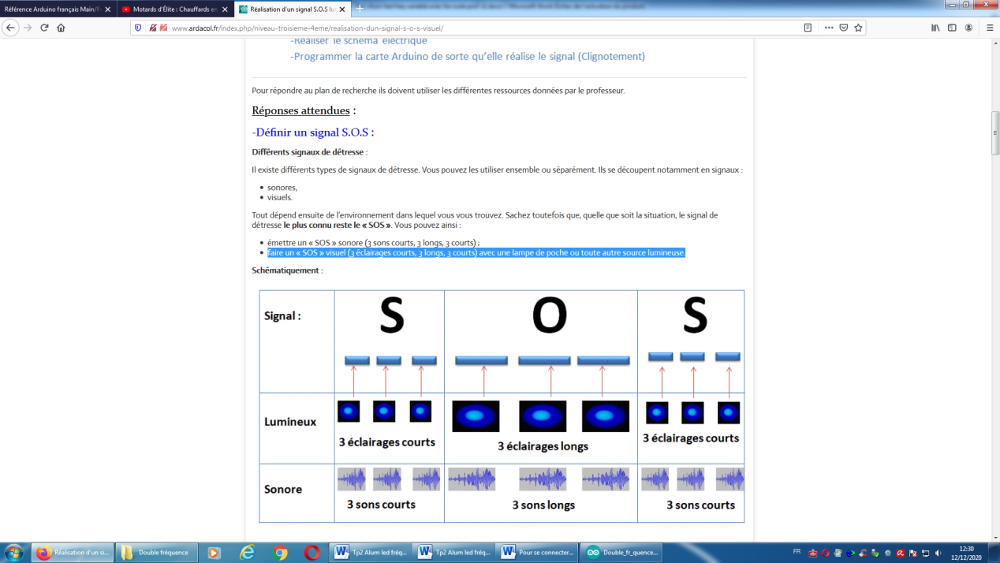 Référence Arduino français Main/Fo
Motards d'Élite : Chauffards en
Réalisation d'un signal S.O.S lu
www.ardacol.fr/index.php/niveau-troisieme-4eme/realisation-dun-signal-s-o-s-visuel/
-Réaliser le schéma électrique
-Programmer la carte Arduino de sorte qu'elle réalise le signal (Clignotement)
Pour répondre au plan de recherche ils doivent utiliser les différentes ressources données par le professeur.
Réponses attendues :
-Définir un signal S.O.S :
Différents signaux de détresse :
Il existe différents types de signaux de détresse. Vous pouvez les utiliser ensemble ou séparément. Ils se découpent notamment en signaux :
sonores,
visuels.
Tout dépend ensuite de l'environnement dans lequel vous vous trouvez. Sachez toutefois que, quelle que soit la situation, le signal de
détresse le plus connu reste le « SOS ». Vous pouvez ainsi :
émettre un « SOS » sonore (3 sons courts, 3 longs, 3 courts) ;
faire un « SOS » visuel (3 éclairages courts, 3 longs, 3 courts) avec une lampe de poche ou toute autre source lumineuse.
Schématiquement :
Signal : S O S
Lumineux
3 éclairages courts 3 éclairages longs 3 éclairages courts
Sonore
3 sons courts 3 sons longs 3 sons courts
Réalisation d'un si...
Double fréquence
Tp2 Alum led fréq...
Tp2 Alum led fréq...
Pour se connecter...
Double_fr_quence...
FR
12:30
12/12/2020